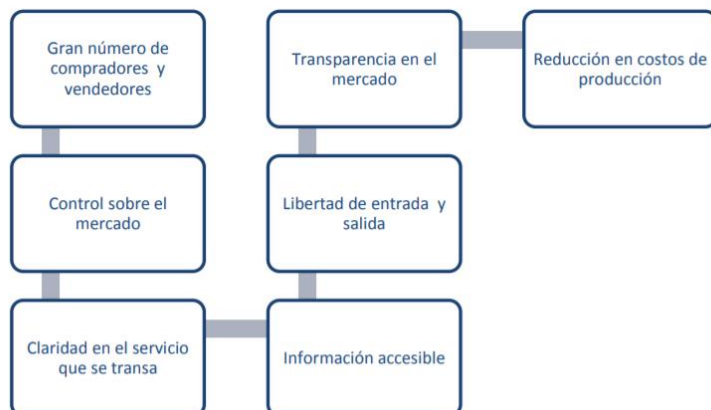 Gran número de
compradores y
vendedores
Control sobre el
mercado
Claridad en el servicio
que se transa
Información accesible
Libertad de entrada y
salida
Transparencia en el
mercado
Reducción en costos de
producción